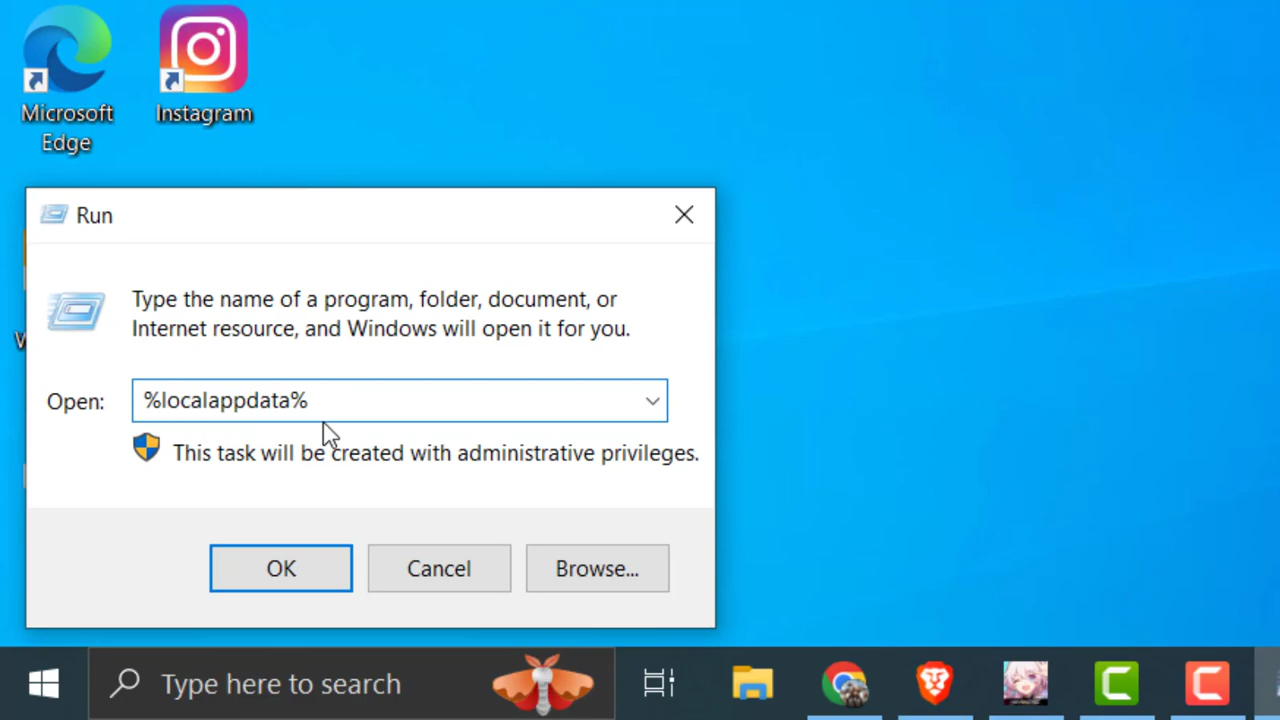 Microsoft
Edge
Instagram
Run
Type the name of a program, folder, document, or
Internet resource, and Windows will open it for you.
Open:
%localappdata%
This task will be created with administrative privileges.
OK
Cancel
Browse...
Type here to search